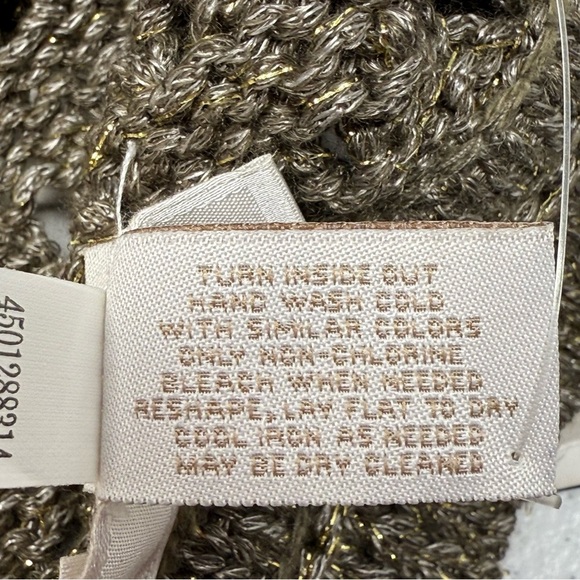 TURN INSIDE OUT
HAND WASH COLD
WITH SIMILAR COLORS
ONLY NON-CHLORINE
BLEACH WHEN NEEDED
RESHAPE, LAY FLAT TO DRY
COOL IRON AS NEEDED
MAY BE DRY CLEANED